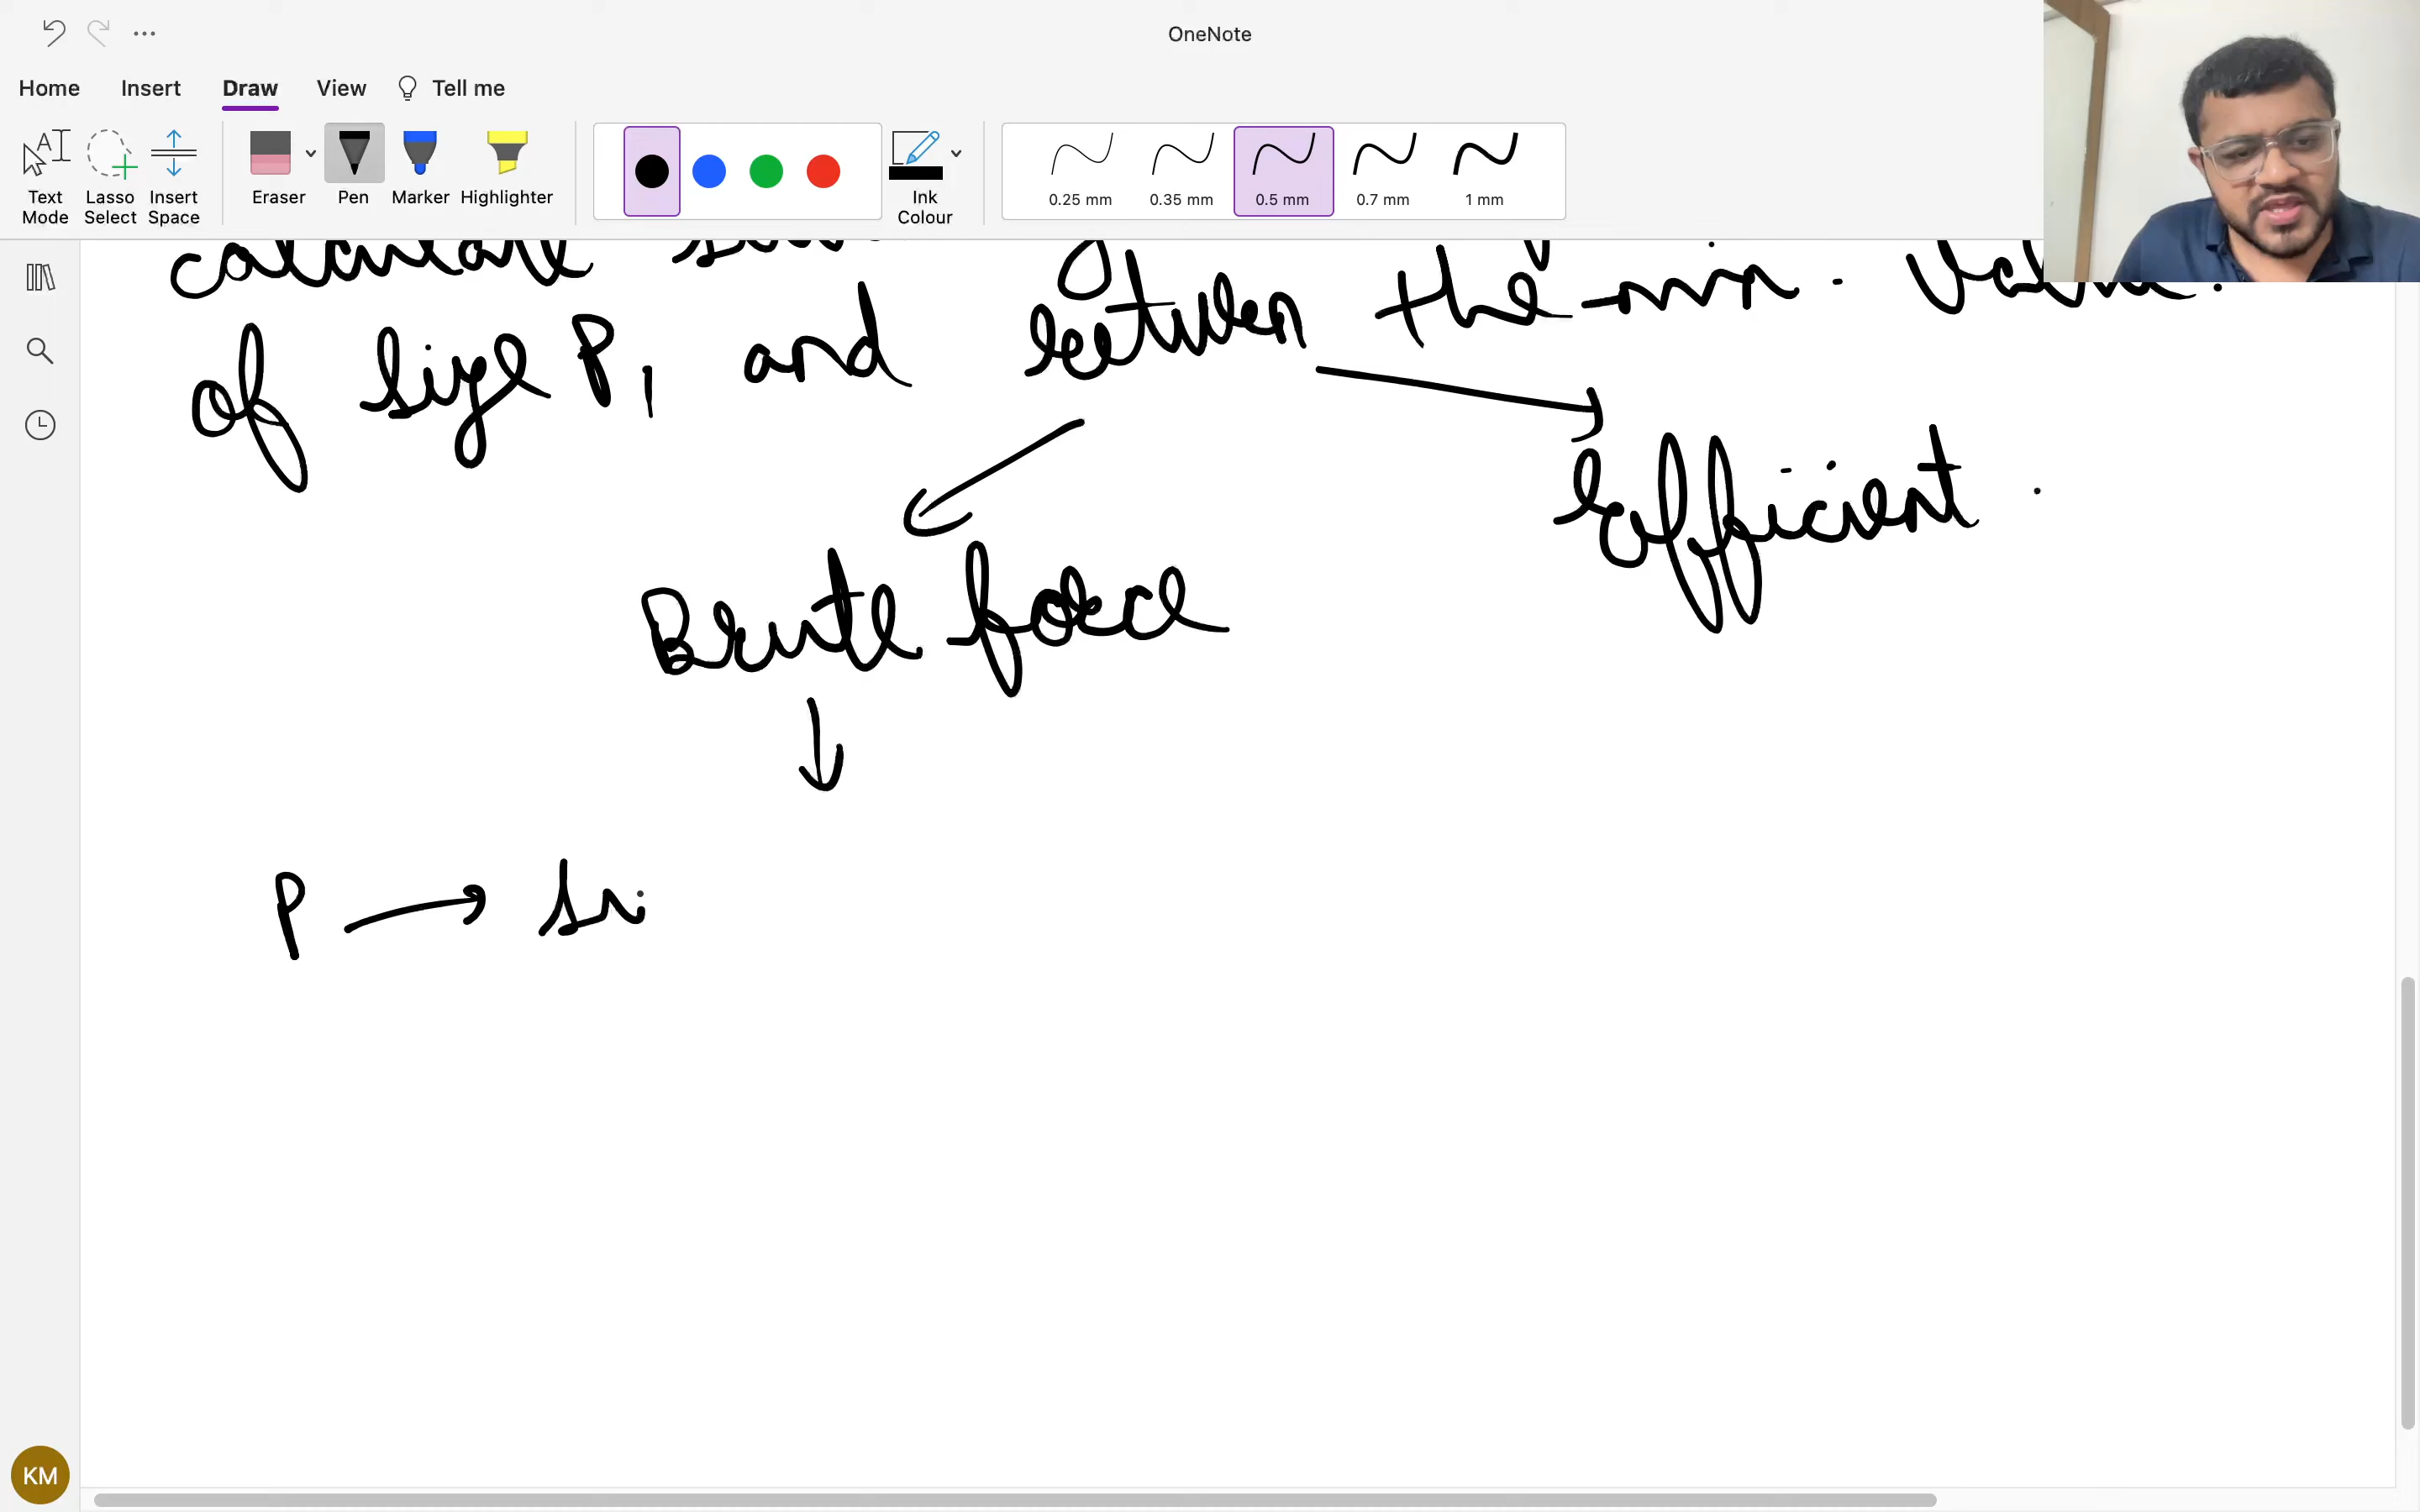 OneNote
Home Insert Draw View Tell me
Text Mode Lasso Select Insert Space Eraser Pen Marker Highlighter Ink Colour 0.25 mm 0.35 mm 0.5 mm 0.7 mm 1 mm
calculate
of size P, and between the min. value.
Efficient.
Brute force
P → si
KM